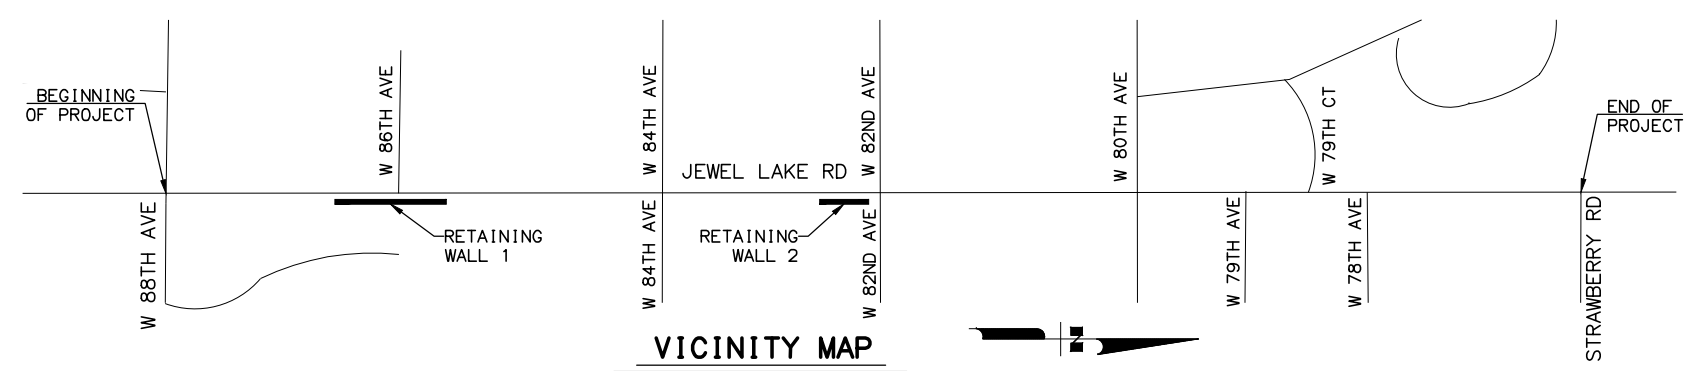 BEGINNING
OF PROJECT
W 88TH AVE
W 86TH AVE
RETAINING
WALL 1
W 84TH AVE
W 84TH AVE
JEWEL LAKE RD
RETAINING
WALL 2
W 82ND AVE
W 82ND AVE
W 80TH AVE
W 79TH CT
W 79TH AVE
W 78TH AVE
END OF
PROJECT
STRAWBERRY RD
VICINITY MAP
N